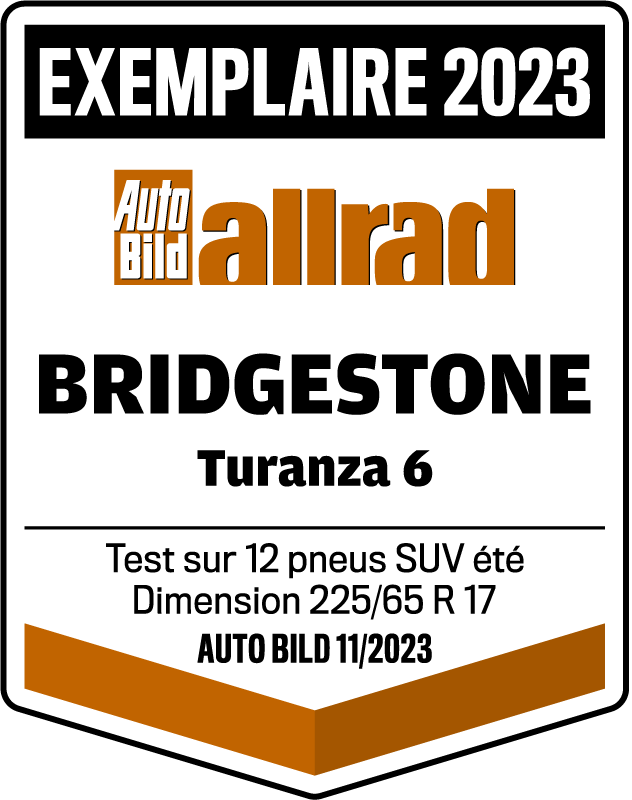 EXEMPLAIRE 2023
Auto
Bild
allrad
BRIDGESTONE
Turanza 6
Test sur 12 pneus SUV été
Dimension 225/65 R 17
AUTO BILD 11/2023